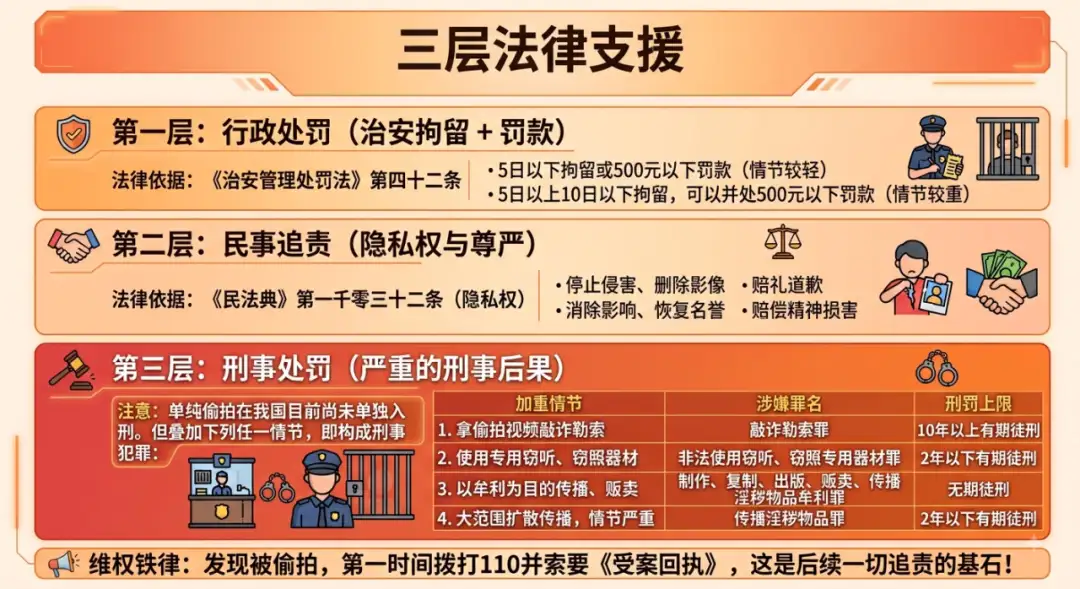 三层法律支援
第一层：行政处罚（治安拘留 + 罚款）
法律依据：《治安管理处罚法》第四十二条
• 5日以下拘留或500元以下罚款（情节较轻）
• 5日以上10日以下拘留，可以并处500元以下罚款（情节较重）
第二层：民事追责（隐私权与尊严）
法律依据：《民法典》第一千零三十二条（隐私权）
• 停止侵害、删除影像
• 赔礼道歉
• 消除影响、恢复名誉
• 赔偿精神损害
第三层：刑事处罚（严重的刑事后果）
注意：单纯偷拍在我国目前尚未单独入
刑。但叠加下列任一情节，即构成刑事
犯罪：
加重情节
涉嫌罪名
刑罚上限
1. 拿偷拍视频敲诈勒索
敲诈勒索罪
10年以上有期徒刑
2. 使用专用窃听、窃照器材
非法使用窃听、窃照专用器材罪
2年以下有期徒刑
3. 以牟利为目的传播、贩卖
制作、复制、出版、贩卖、传播
淫秽物品牟利罪
无期徒刑
4. 大范围扩散传播，情节严重
传播淫秽物品罪
2年以下有期徒刑
维权铁律：发现被偷拍，第一时间拨打110并索要《受案回执》，这是后续一切追责的基石！